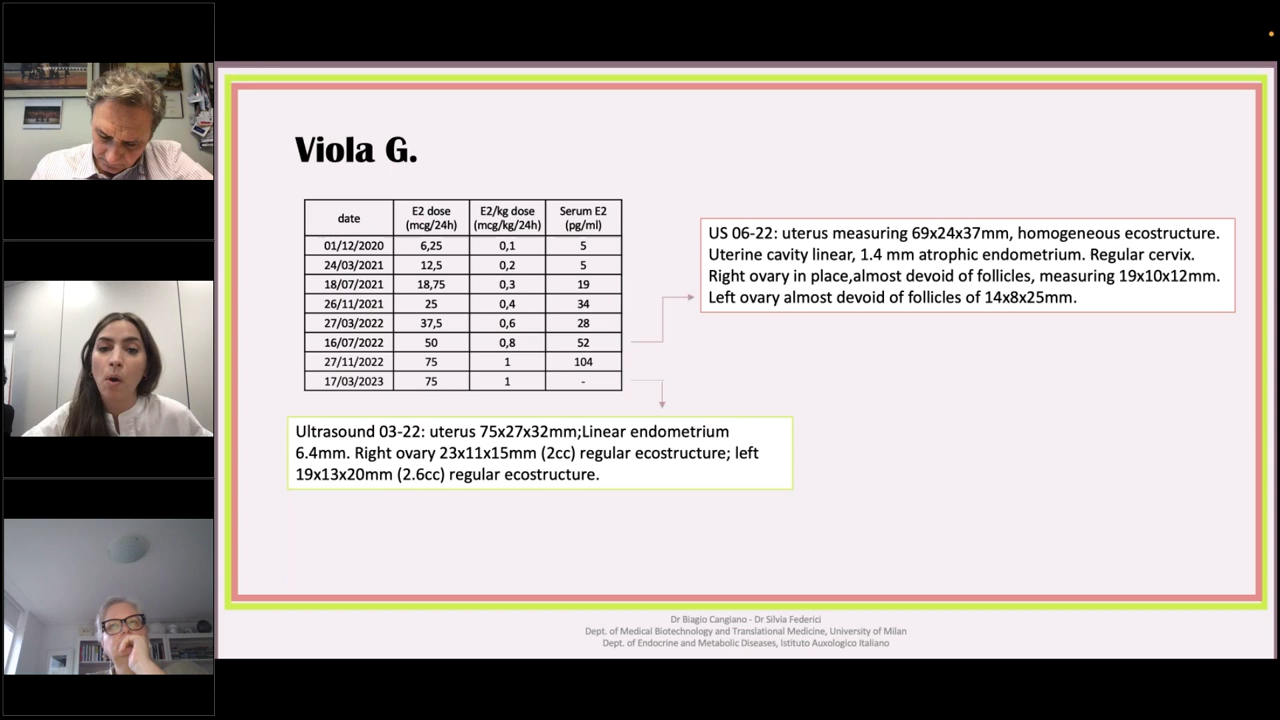 Viola G.
date E2 dose (mcg/24h) E2/kg dose (mcg/kg/24h) Serum E2 (pg/ml)
01/12/2020 6,25 0,1 5
24/03/2021 12,5 0,2 5
18/07/2021 18,75 0,3 19
26/11/2021 25 0,4 34
27/03/2022 37,5 0,6 28
16/07/2022 50 0,8 52
27/11/2022 75 1 104
17/03/2023 75 1 -
US 06-22: uterus measuring 69x24x37mm, homogeneous ecostructure.
Uterine cavity linear, 1.4 mm atrophic endometrium. Regular cervix.
Right ovary in place,almost devoid of follicles, measuring 19x10x12mm.
Left ovary almost devoid of follicles of 14x8x25mm.
Ultrasound 03-22: uterus 75x27x32mm;Linear endometrium
6.4mm. Right ovary 23x11x15mm (2cc) regular ecostructure; left
19x13x20mm (2.6cc) regular ecostructure.
Dr Biagio Cangiano - Dr Silvia Federici
Dept. of Medical Biotechnology and Translational Medicine, University of Milan
Dept. of Endocrine and Metabolic Diseases, Istituto Auxologico Italiano